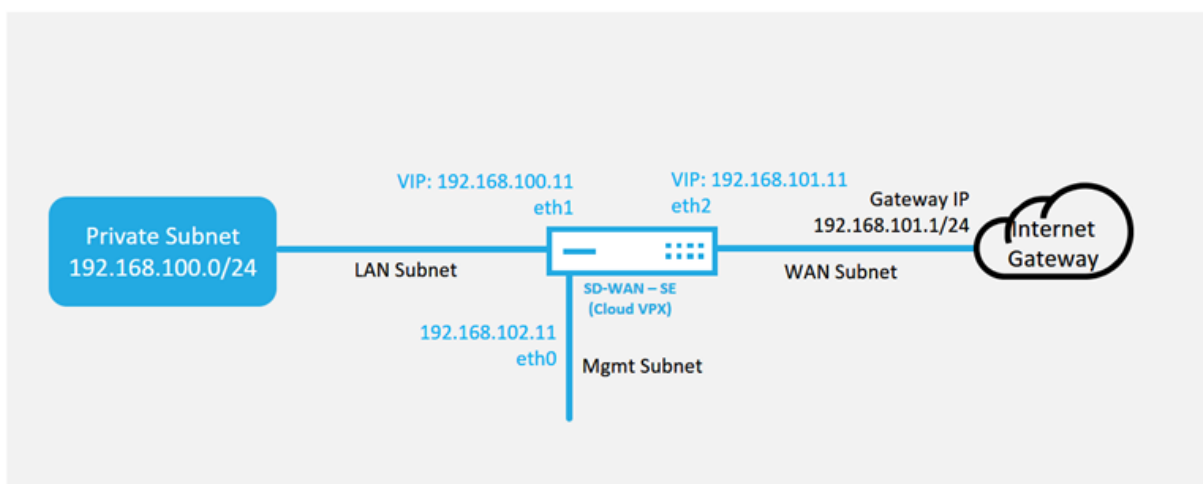 Private Subnet
192.168.100.0/24
LAN Subnet
VIP: 192.168.100.11
eth1
VIP: 192.168.101.11
eth2
SD-WAN – SE
(Cloud VPX)
192.168.102.11
eth0
Mgmt Subnet
Gateway IP
192.168.101.1/24
WAN Subnet
Internet
Gateway